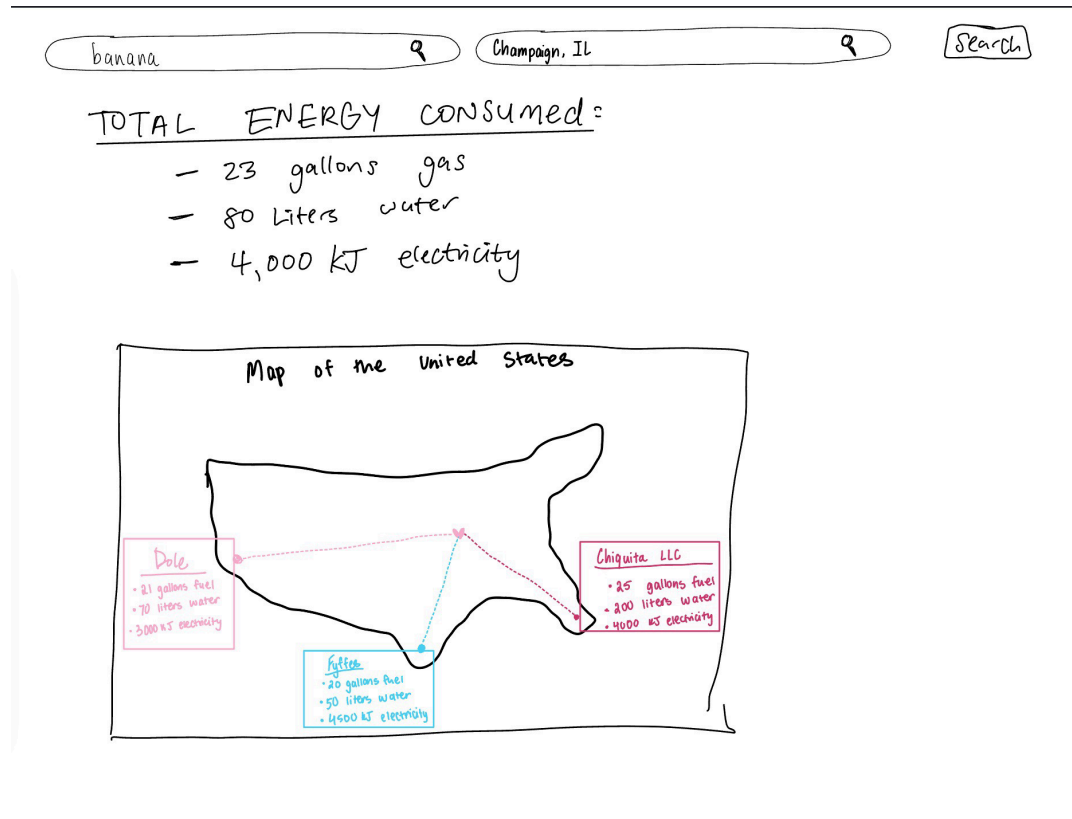 banana
Champaign, IL
Search
TOTAL ENERGY CONSUMED:
- 23 gallons gas
- 80 Liters water
- 4,000 kJ electricity
Map of the United States
Dole
• 21 gallons fuel
• 70 liters water
• 3000 kJ electricity
Chiquita LLC
• 25 gallons fuel
• 200 liters water
• 4000 kJ electricity
Fyffes
• 20 gallons fuel
• 50 liters water
• 4500 kJ electricity